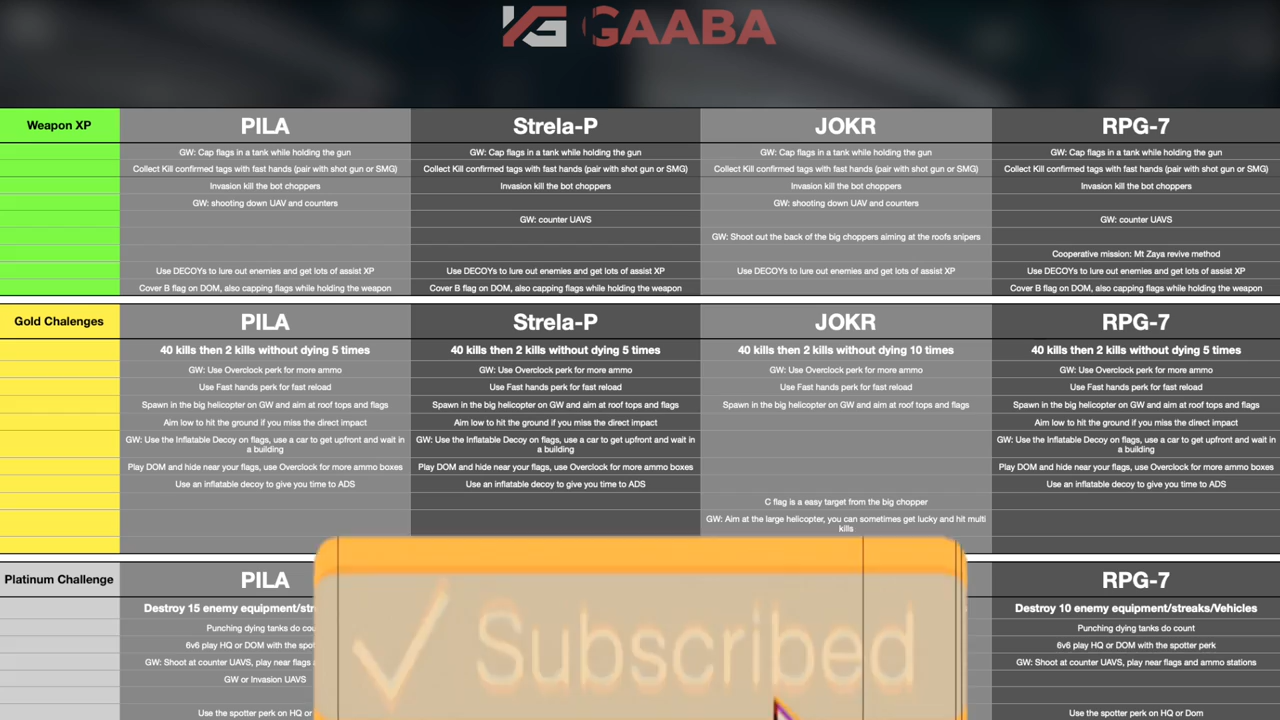 GAABA
Weapon XP PILA Strela-P JOKR RPG-7
GW: Cap flags in a tank while holding the gun GW: Cap flags in a tank while holding the gun GW: Cap flags in a tank while holding the gun GW: Cap flags in a tank while holding the gun
Collect Kill confirmed tags with fast hands (pair with shot gun or SMG) Collect Kill confirmed tags with fast hands (pair with shot gun or SMG) Collect Kill confirmed tags with fast hands (pair with shot gun or SMG) Collect Kill confirmed tags with fast hands (pair with shot gun or SMG)
Invasion kill the bot choppers Invasion kill the bot choppers Invasion kill the bot choppers Invasion kill the bot choppers
GW: shooting down UAV and counters GW: shooting down UAV and counters
GW: counter UAVS GW: counter UAVS
GW: Shoot out the back of the big choppers aiming at the roofs snipers
Cooperative mission: Mt Zaya revive method
Use DECOYs to lure out enemies and get lots of assist XP Use DECOYs to lure out enemies and get lots of assist XP Use DECOYs to lure out enemies and get lots of assist XP Use DECOYs to lure out enemies and get lots of assist XP
Cover B flag on DOM, also capping flags while holding the weapon Cover B flag on DOM, also capping flags while holding the weapon Cover B flag on DOM, also capping flags while holding the weapon
Gold Chalenges PILA Strela-P JOKR RPG-7
40 kills then 2 kills without dying 5 times 40 kills then 2 kills without dying 5 times 40 kills then 2 kills without dying 10 times 40 kills then 2 kills without dying 5 times
GW: Use Overclock perk for more ammo GW: Use Overclock perk for more ammo GW: Use Overclock perk for more ammo GW: Use Overclock perk for more ammo
Use Fast hands perk for fast reload Use Fast hands perk for fast reload Use Fast hands perk for fast reload Use Fast hands perk for fast reload
Spawn in the big helicopter on GW and aim at roof tops and flags Spawn in the big helicopter on GW and aim at roof tops and flags Spawn in the big helicopter on GW and aim at roof tops and flags Spawn in the big helicopter on GW and aim at roof tops and flags
Aim low to hit the ground if you miss the direct impact Aim low to hit the ground if you miss the direct impact Aim low to hit the ground if you miss the direct impact
GW: Use the Inflatable Decoy on flags, use a car to get upfront and wait in GW: Use the Inflatable Decoy on flags, use a car to get upfront and wait in GW: Use the Inflatable Decoy on flags, use a car to get upfront and wait in
a building a building a building
Play DOM and hide near your flags, use Overclock for more ammo boxes Play DOM and hide near your flags, use Overclock for more ammo boxes Play DOM and hide near your flags, use Overclock for more ammo boxes
Use an inflatable decoy to give you time to ADS Use an inflatable decoy to give you time to ADS Use an inflatable decoy to give you time to ADS
C flag is a easy target from the big chopper
GW: Aim at the large helicopter, you can sometimes get lucky and hit multi
kills
Platinum Challenge PILA RPG-7
Destroy 15 enemy Destroy 10 enemy equipment/streaks/Vehicles
Punching dying tanks do Punching dying tanks do count
6v6 play HQ or DOM with the 6v6 play HQ or DOM with the spotter perk
GW: Shoot at counter UAVS, play near flags GW: Shoot at counter UAVS, play near flags and ammo stations
GW or Invasion UAVS
Use the spotter perk on HQ or Use the spotter perk on HQ or Dom
Subscribed